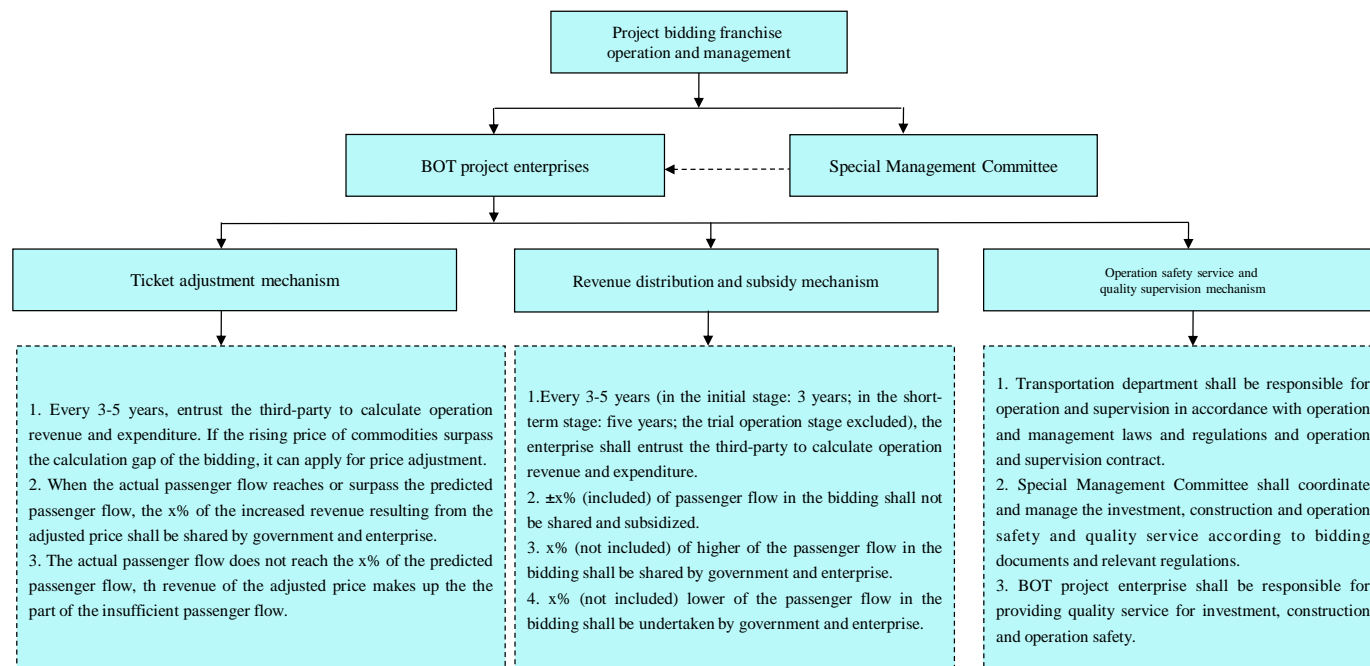 Project bidding franchise
operation and management
BOT project enterprises
Special Management Committee
Ticket adjustment mechanism
Revenue distribution and subsidy mechanism
Operation safety service and
quality supervision mechanism
1. Every 3-5 years, entrust the third-party to calculate operation
revenue and expenditure. If the rising price of commodities surpass
the calculation gap of the bidding, it can apply for price adjustment.
2. When the actual passenger flow reaches or surpass the predicted
passenger flow, the x% of the increased revenue resulting from the
adjusted price shall be shared by government and enterprise.
3. The actual passenger flow does not reach the x% of the predicted
passenger flow, th revenue of the adjusted price makes up the the
part of the insufficient passenger flow.
1.Every 3-5 years (in the initial stage: 3 years; in the short-
term stage: five years; the trial operation stage excluded), the
enterprise shall entrust the third-party to calculate operation
revenue and expenditure.
2. ±x% (included) of passenger flow in the bidding shall not
be shared and subsidized.
3. x% (not included) of higher of the passenger flow in the
bidding shall be shared by government and enterprise.
4. x% (not included) lower of the passenger flow in the
bidding shall be undertaken by government and enterprise.
1. Transportation department shall be responsible for
operation and supervision in accordance with operation
and management laws and regulations and operation
and supervision contract.
2. Special Management Committee shall coordinate
and manage the investment, construction and operation
safety and quality service according to bidding
documents and relevant regulations.
3. BOT project enterprise shall be responsible for
providing quality service for investment, construction
and operation safety.